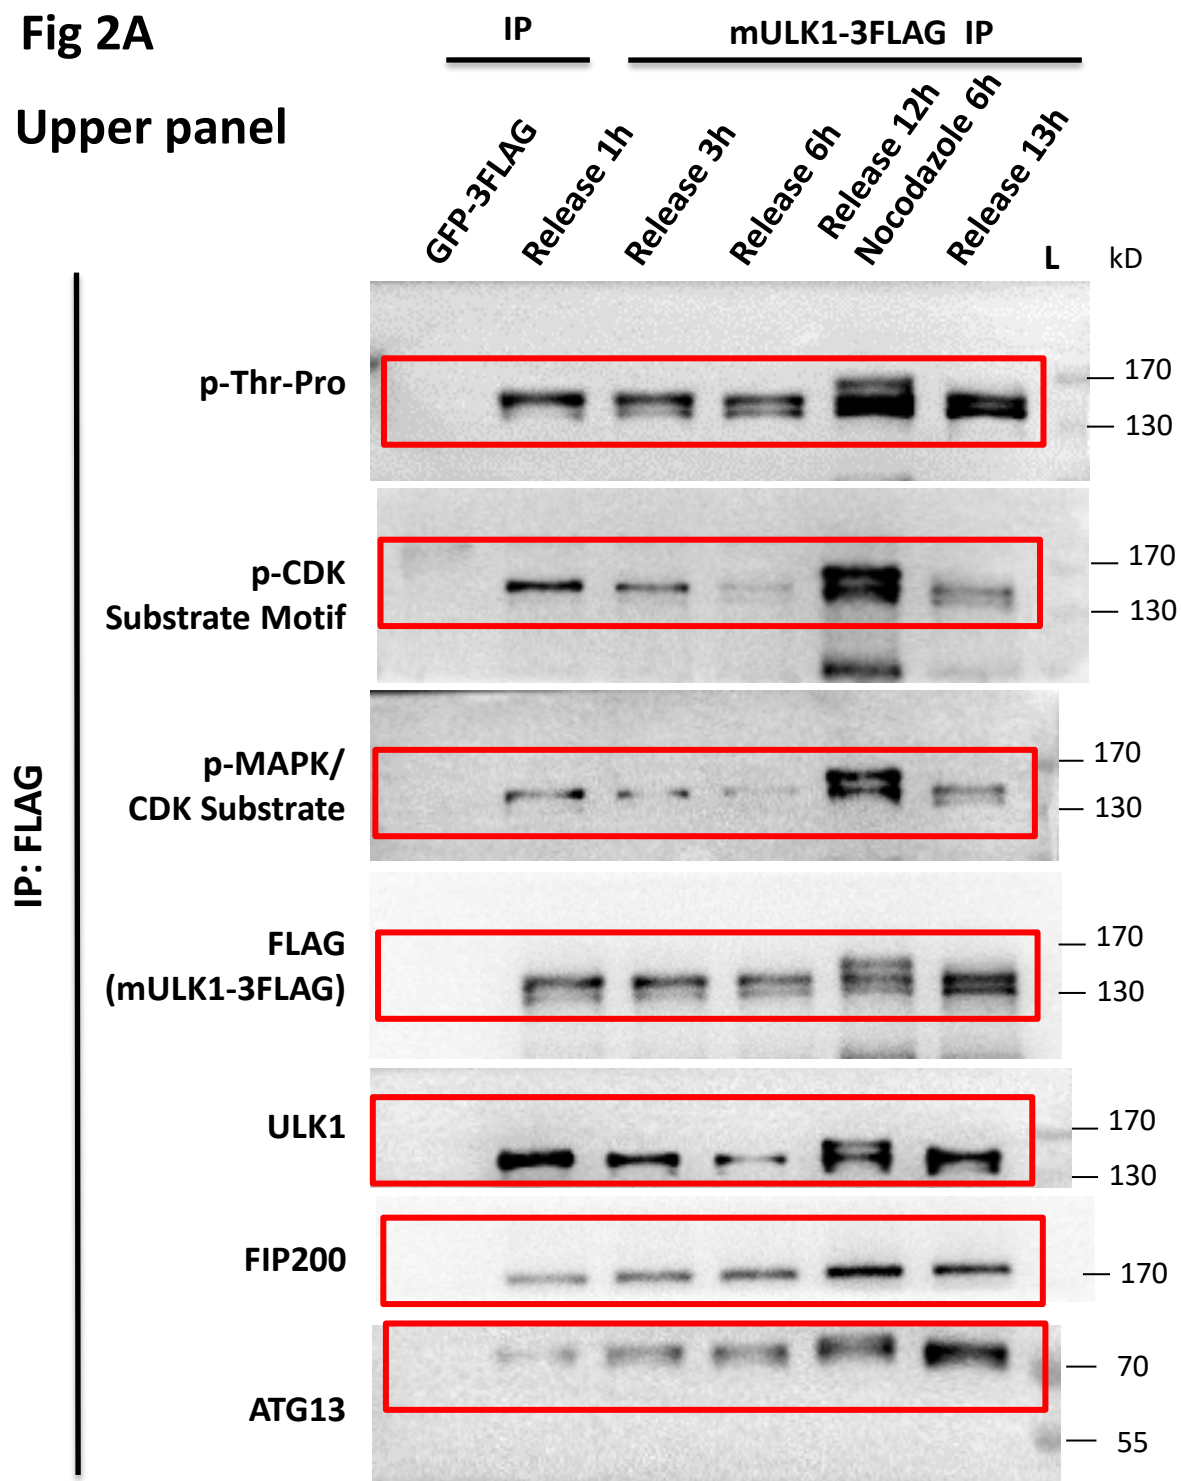 Fig 2A
IP
mULK1-3FLAG IP
Upper panel
GFP-3FLAG
Release 1h
Release 3h
Release 6h
Release 12h
Nocodazole 6h
Release 13h
L
kD
IP: FLAG
p-Thr-Pro
170
130
p-CDK
Substrate Motif
170
130
p-MAPK/
CDK Substrate
170
130
FLAG
(mULK1-3FLAG)
170
130
ULK1
170
130
FIP200
170
ATG13
70
55